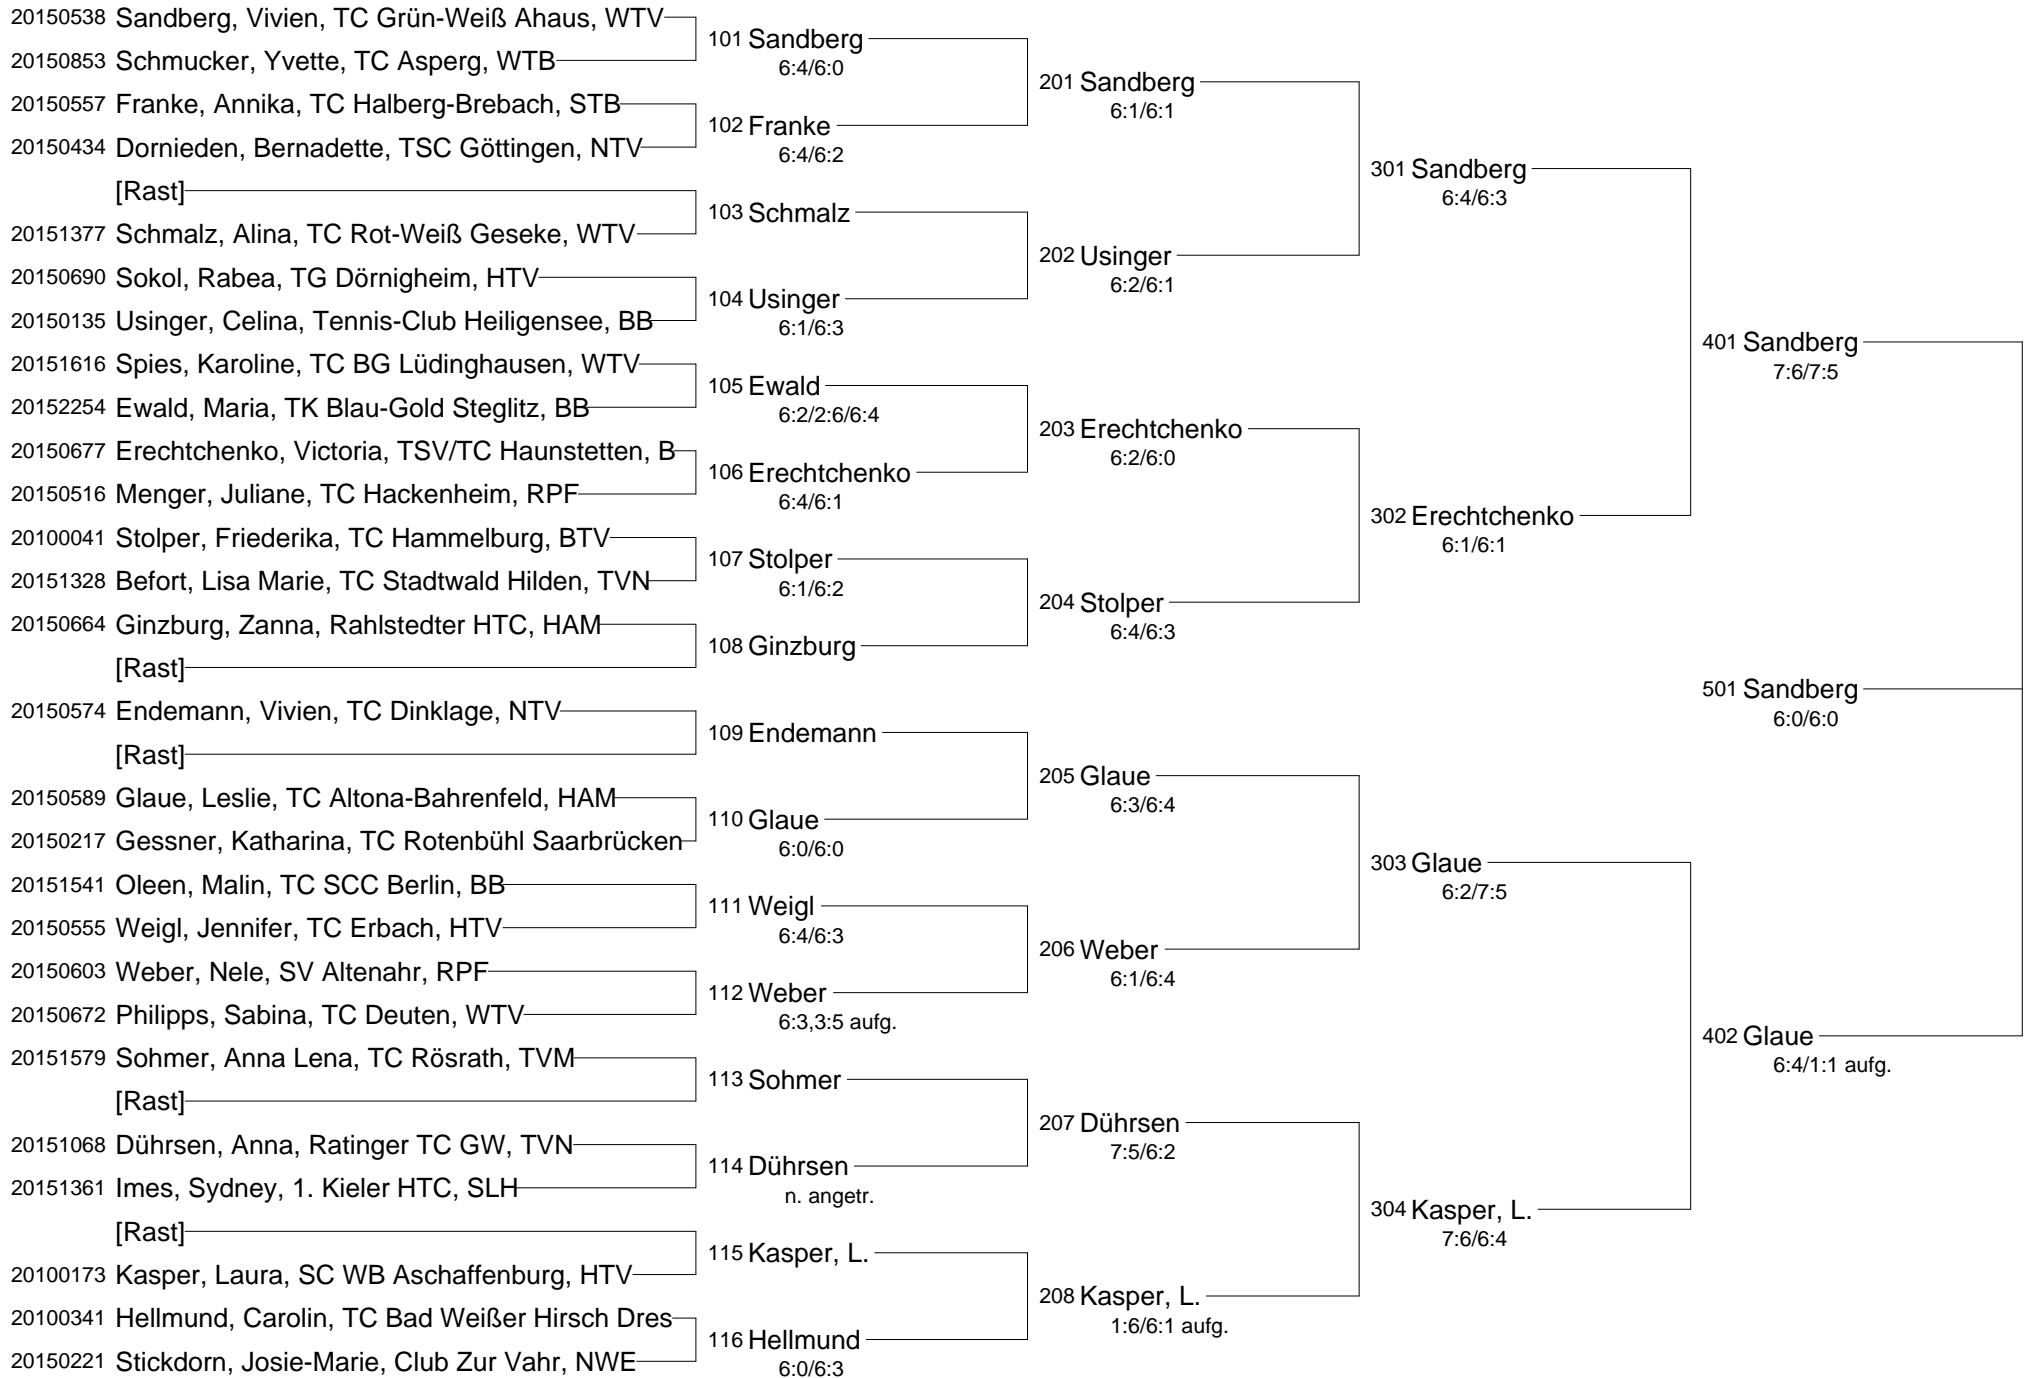 20150538 Sandberg, Vivien, TC Grün-Weiß Ahaus, WTV
20150853 Schmucker, Yvette, TC Asperg, WTB
20150557 Franke, Annika, TC Halberg-Brebach, STB
20150434 Dornieden, Bernadette, TSC Göttingen, NTV
[Rast]
20151377 Schmalz, Alina, TC Rot-Weiß Geseke, WTV
20150690 Sokol, Rabea, TG Dörnigheim, HTV
20150135 Usinger, Celina, Tennis-Club Heiligensee, BB
20151616 Spies, Karoline, TC BG Lüdinghausen, WTV
20152254 Ewald, Maria, TK Blau-Gold Steglitz, BB
20150677 Erechtchenko, Victoria, TSV/TC Haunstetten, B
20150516 Menger, Juliane, TC Hackenheim, RPF
20100041 Stolper, Friederika, TC Hammelburg, BTV
20151328 Befort, Lisa Marie, TC Stadtwald Hilden, TVN
20150664 Ginzburg, Zanna, Rahlstedter HTC, HAM
[Rast]
20150574 Endemann, Vivien, TC Dinklage, NTV
[Rast]
20150589 Glaue, Leslie, TC Altona-Bahrenfeld, HAM
20150217 Gessner, Katharina, TC Rotenbühl Saarbrücken
20151541 Oleen, Malin, TC SCC Berlin, BB
20150555 Weigl, Jennifer, TC Erbach, HTV
20150603 Weber, Nele, SV Altenahr, RPF
20150672 Philipps, Sabina, TC Deuten, WTV
20151579 Sohmer, Anna Lena, TC Rösrath, TVM
[Rast]
20151068 Dührsen, Anna, Ratinger TC GW, TVN
20151361 Imes, Sydney, 1. Kieler HTC, SLH
[Rast]
20100173 Kasper, Laura, SC WB Aschaffenburg, HTV
20100341 Hellmund, Carolin, TC Bad Weißer Hirsch Dres
20150221 Stickdorn, Josie-Marie, Club Zur Vahr, NWE
101 Sandberg
6:4/6:0
102 Franke
6:4/6:2
103 Schmalz
104 Usinger
6:1/6:3
105 Ewald
6:2/2:6/6:4
106 Erechtchenko
6:4/6:1
107 Stolper
6:1/6:2
108 Ginzburg
109 Endemann
110 Glaue
6:0/6:0
111 Weigl
6:4/6:3
112 Weber
6:3,3:5 aufg.
113 Sohmer
114 Dührsen
n. angetr.
115 Kasper, L.
116 Hellmund
6:0/6:3
201 Sandberg
6:1/6:1
202 Usinger
6:2/6:1
203 Erechtchenko
6:2/6:0
204 Stolper
6:4/6:3
205 Glaue
6:3/6:4
206 Weber
6:1/6:4
207 Dührsen
7:5/6:2
208 Kasper, L.
1:6/6:1 aufg.
301 Sandberg
6:4/6:3
302 Erechtchenko
6:1/6:1
303 Glaue
6:2/7:5
304 Kasper, L.
7:6/6:4
401 Sandberg
7:6/7:5
501 Sandberg
6:0/6:0
402 Glaue
6:4/1:1 aufg.